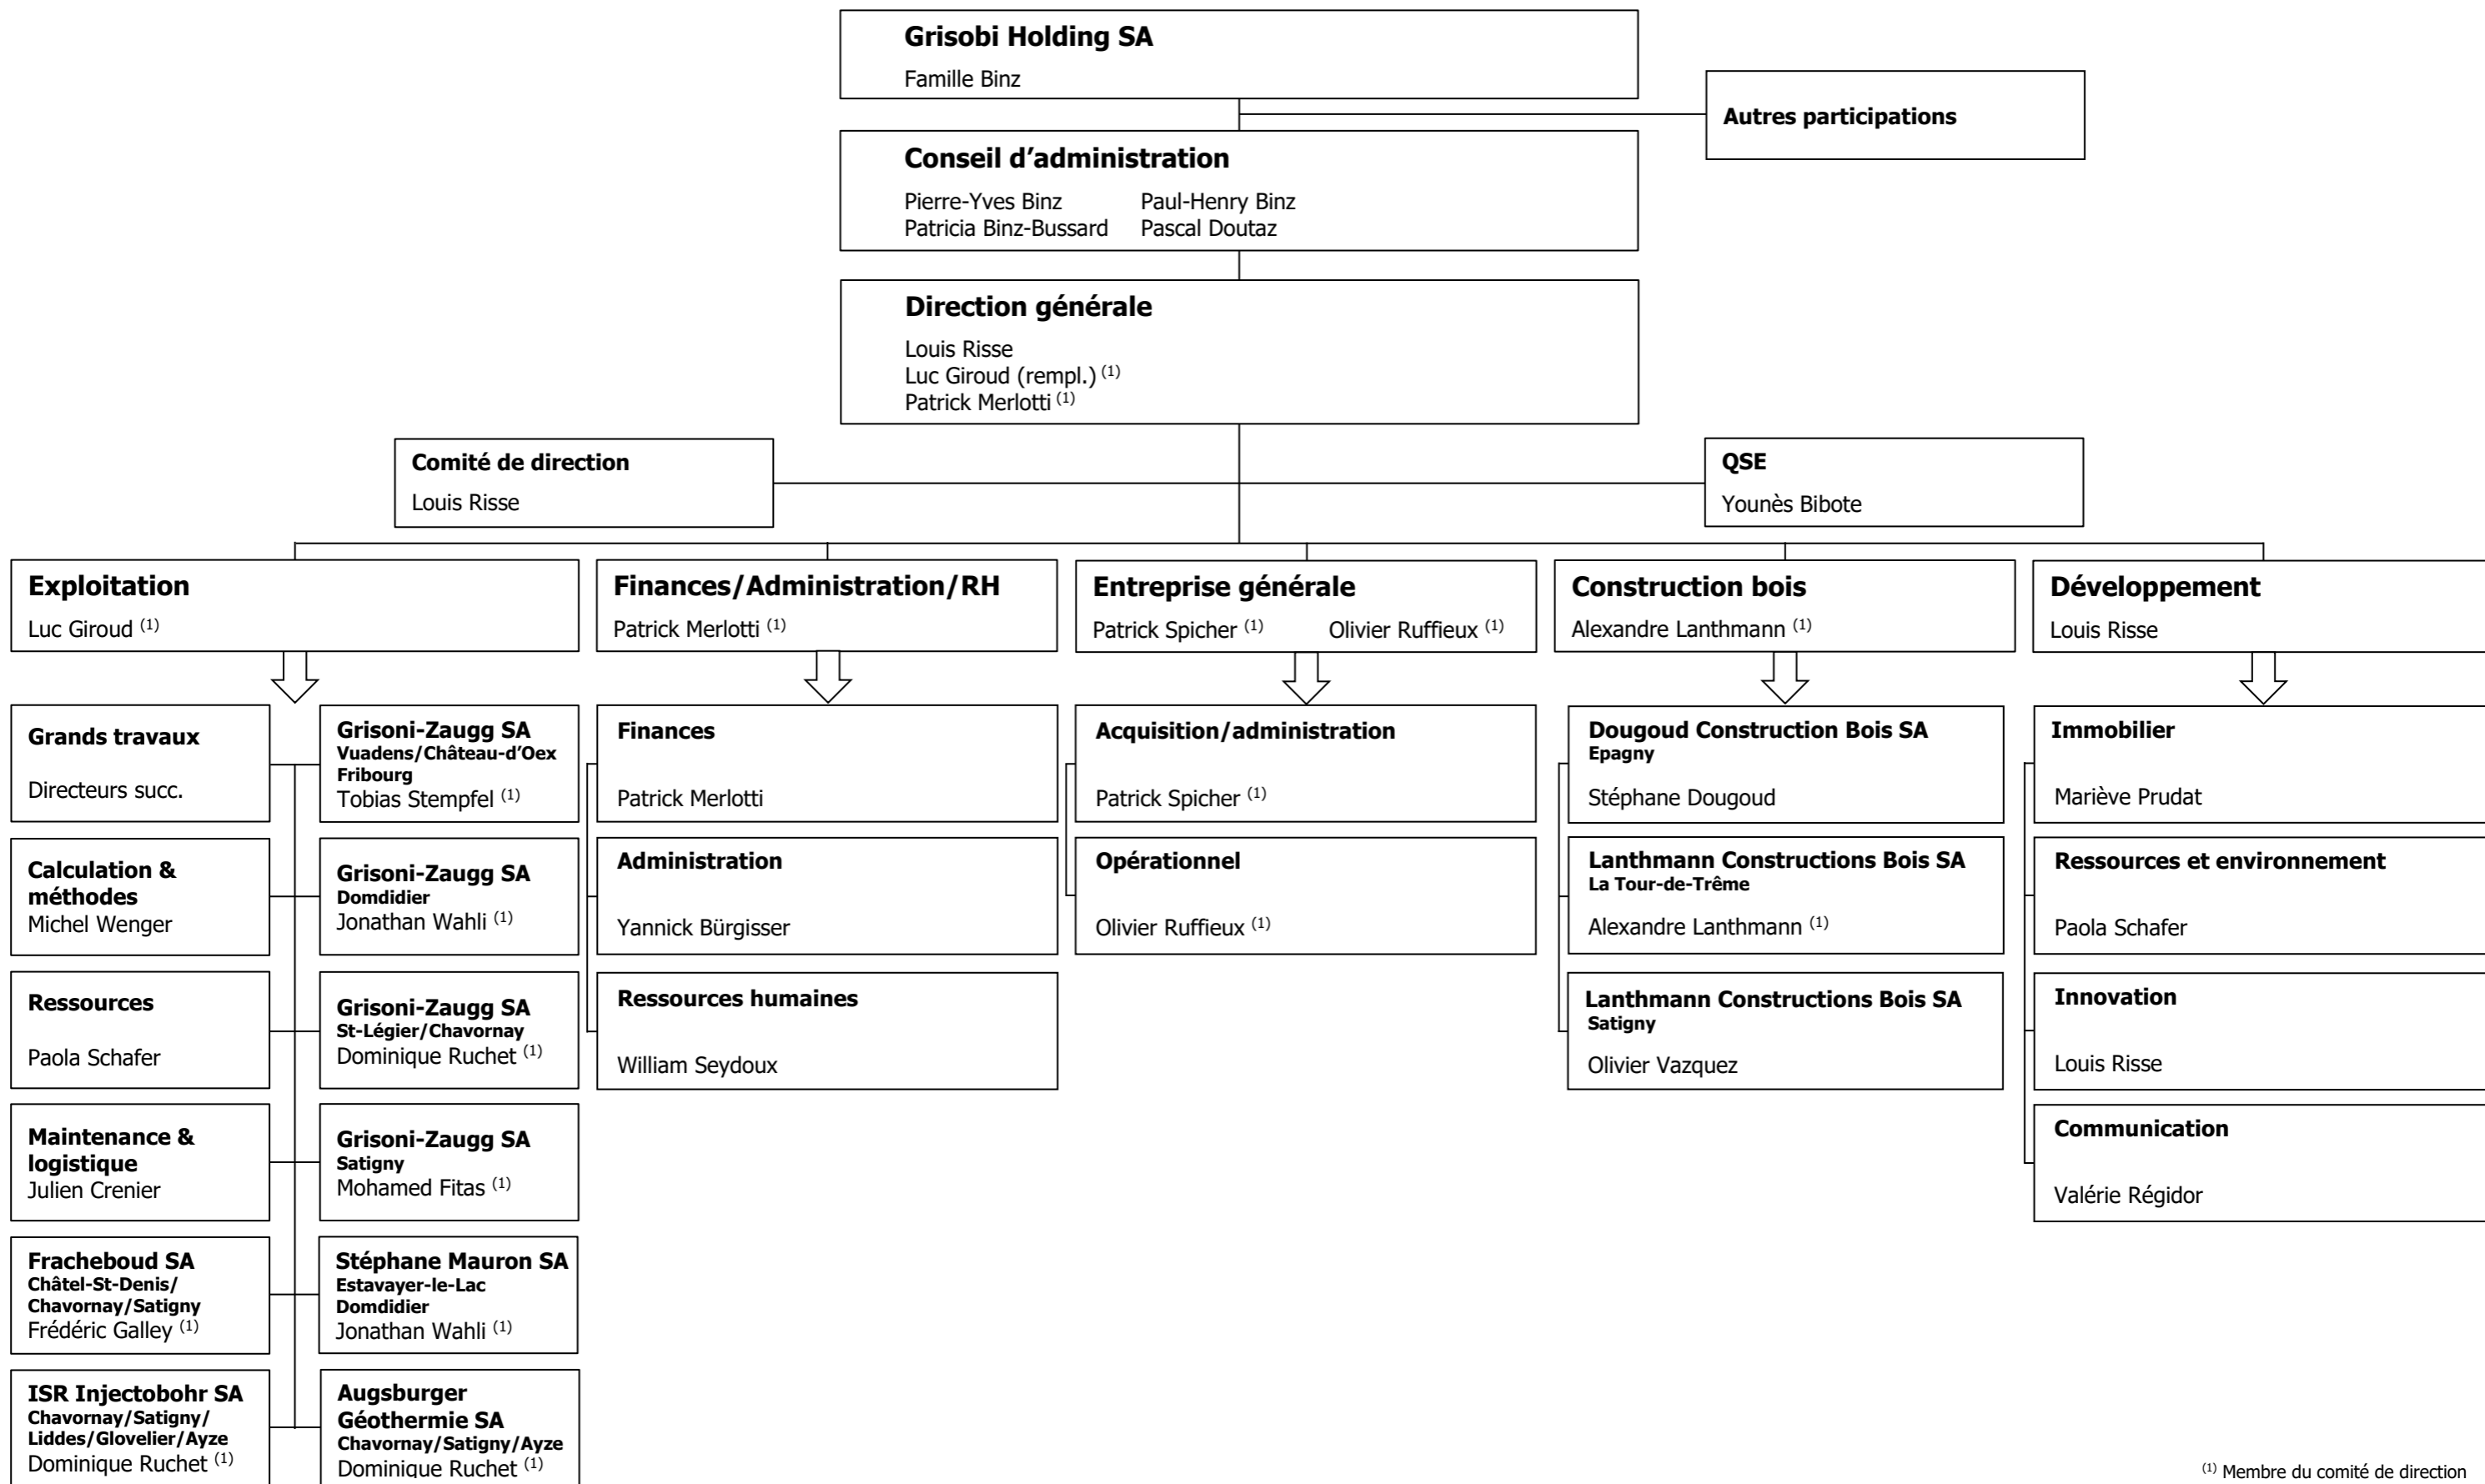 Grisobi Holding SA
Famille Binz
Autres participations
Conseil d’administration
Pierre-Yves Binz Paul-Henry Binz
Patricia Binz-Bussard Pascal Doutaz
Direction générale
Louis Risse
Luc Giroud (rempl.) (1)
Patrick Merlotti (1)
Comité de direction
Louis Risse
QSE
Younès Bibote
Exploitation
Luc Giroud (1)
Finances/Administration/RH
Patrick Merlotti (1)
Entreprise générale
Patrick Spicher (1) Olivier Ruffieux (1)
Construction bois
Alexandre Lanthmann (1)
Développement
Louis Risse
Grands travaux
Directeurs succ.
Calculation &
méthodes
Michel Wenger
Ressources
Paola Schafer
Maintenance &
logistique
Julien Crenier
Fracheboud SA
Châtel-St-Denis/
Chavornay/Satigny
Frédéric Galley (1)
ISR Injectobohr SA
Chavornay/Satigny/
Liddes/Glovelier/Ayze
Dominique Ruchet (1)
Grisoni-Zaugg SA
Vuadens/Château-d’Oex
Fribourg
Tobias Stempfel (1)
Grisoni-Zaugg SA
Domdidier
Jonathan Wahli (1)
Grisoni-Zaugg SA
St-Légier/Chavornay
Dominique Ruchet (1)
Grisoni-Zaugg SA
Satigny
Mohamed Fitas (1)
Stéphane Mauron SA
Estavayer-le-Lac
Domdidier
Jonathan Wahli (1)
Augsburger
Géothermie SA
Chavornay/Satigny/Ayze
Dominique Ruchet (1)
Finances
Patrick Merlotti
Administration
Yannick Bürgisser
Ressources humaines
William Seydoux
Acquisition/administration
Patrick Spicher (1)
Opérationnel
Olivier Ruffieux (1)
Dougoud Construction Bois SA
Epagny
Stéphane Dougoud
Lanthmann Constructions Bois SA
La Tour-de-Trême
Alexandre Lanthmann (1)
Lanthmann Constructions Bois SA
Satigny
Olivier Vazquez
Immobilier
Mariève Prudat
Ressources et environnement
Paola Schafer
Innovation
Louis Risse
Communication
Valérie Régidor
(1) Membre du comité de direction